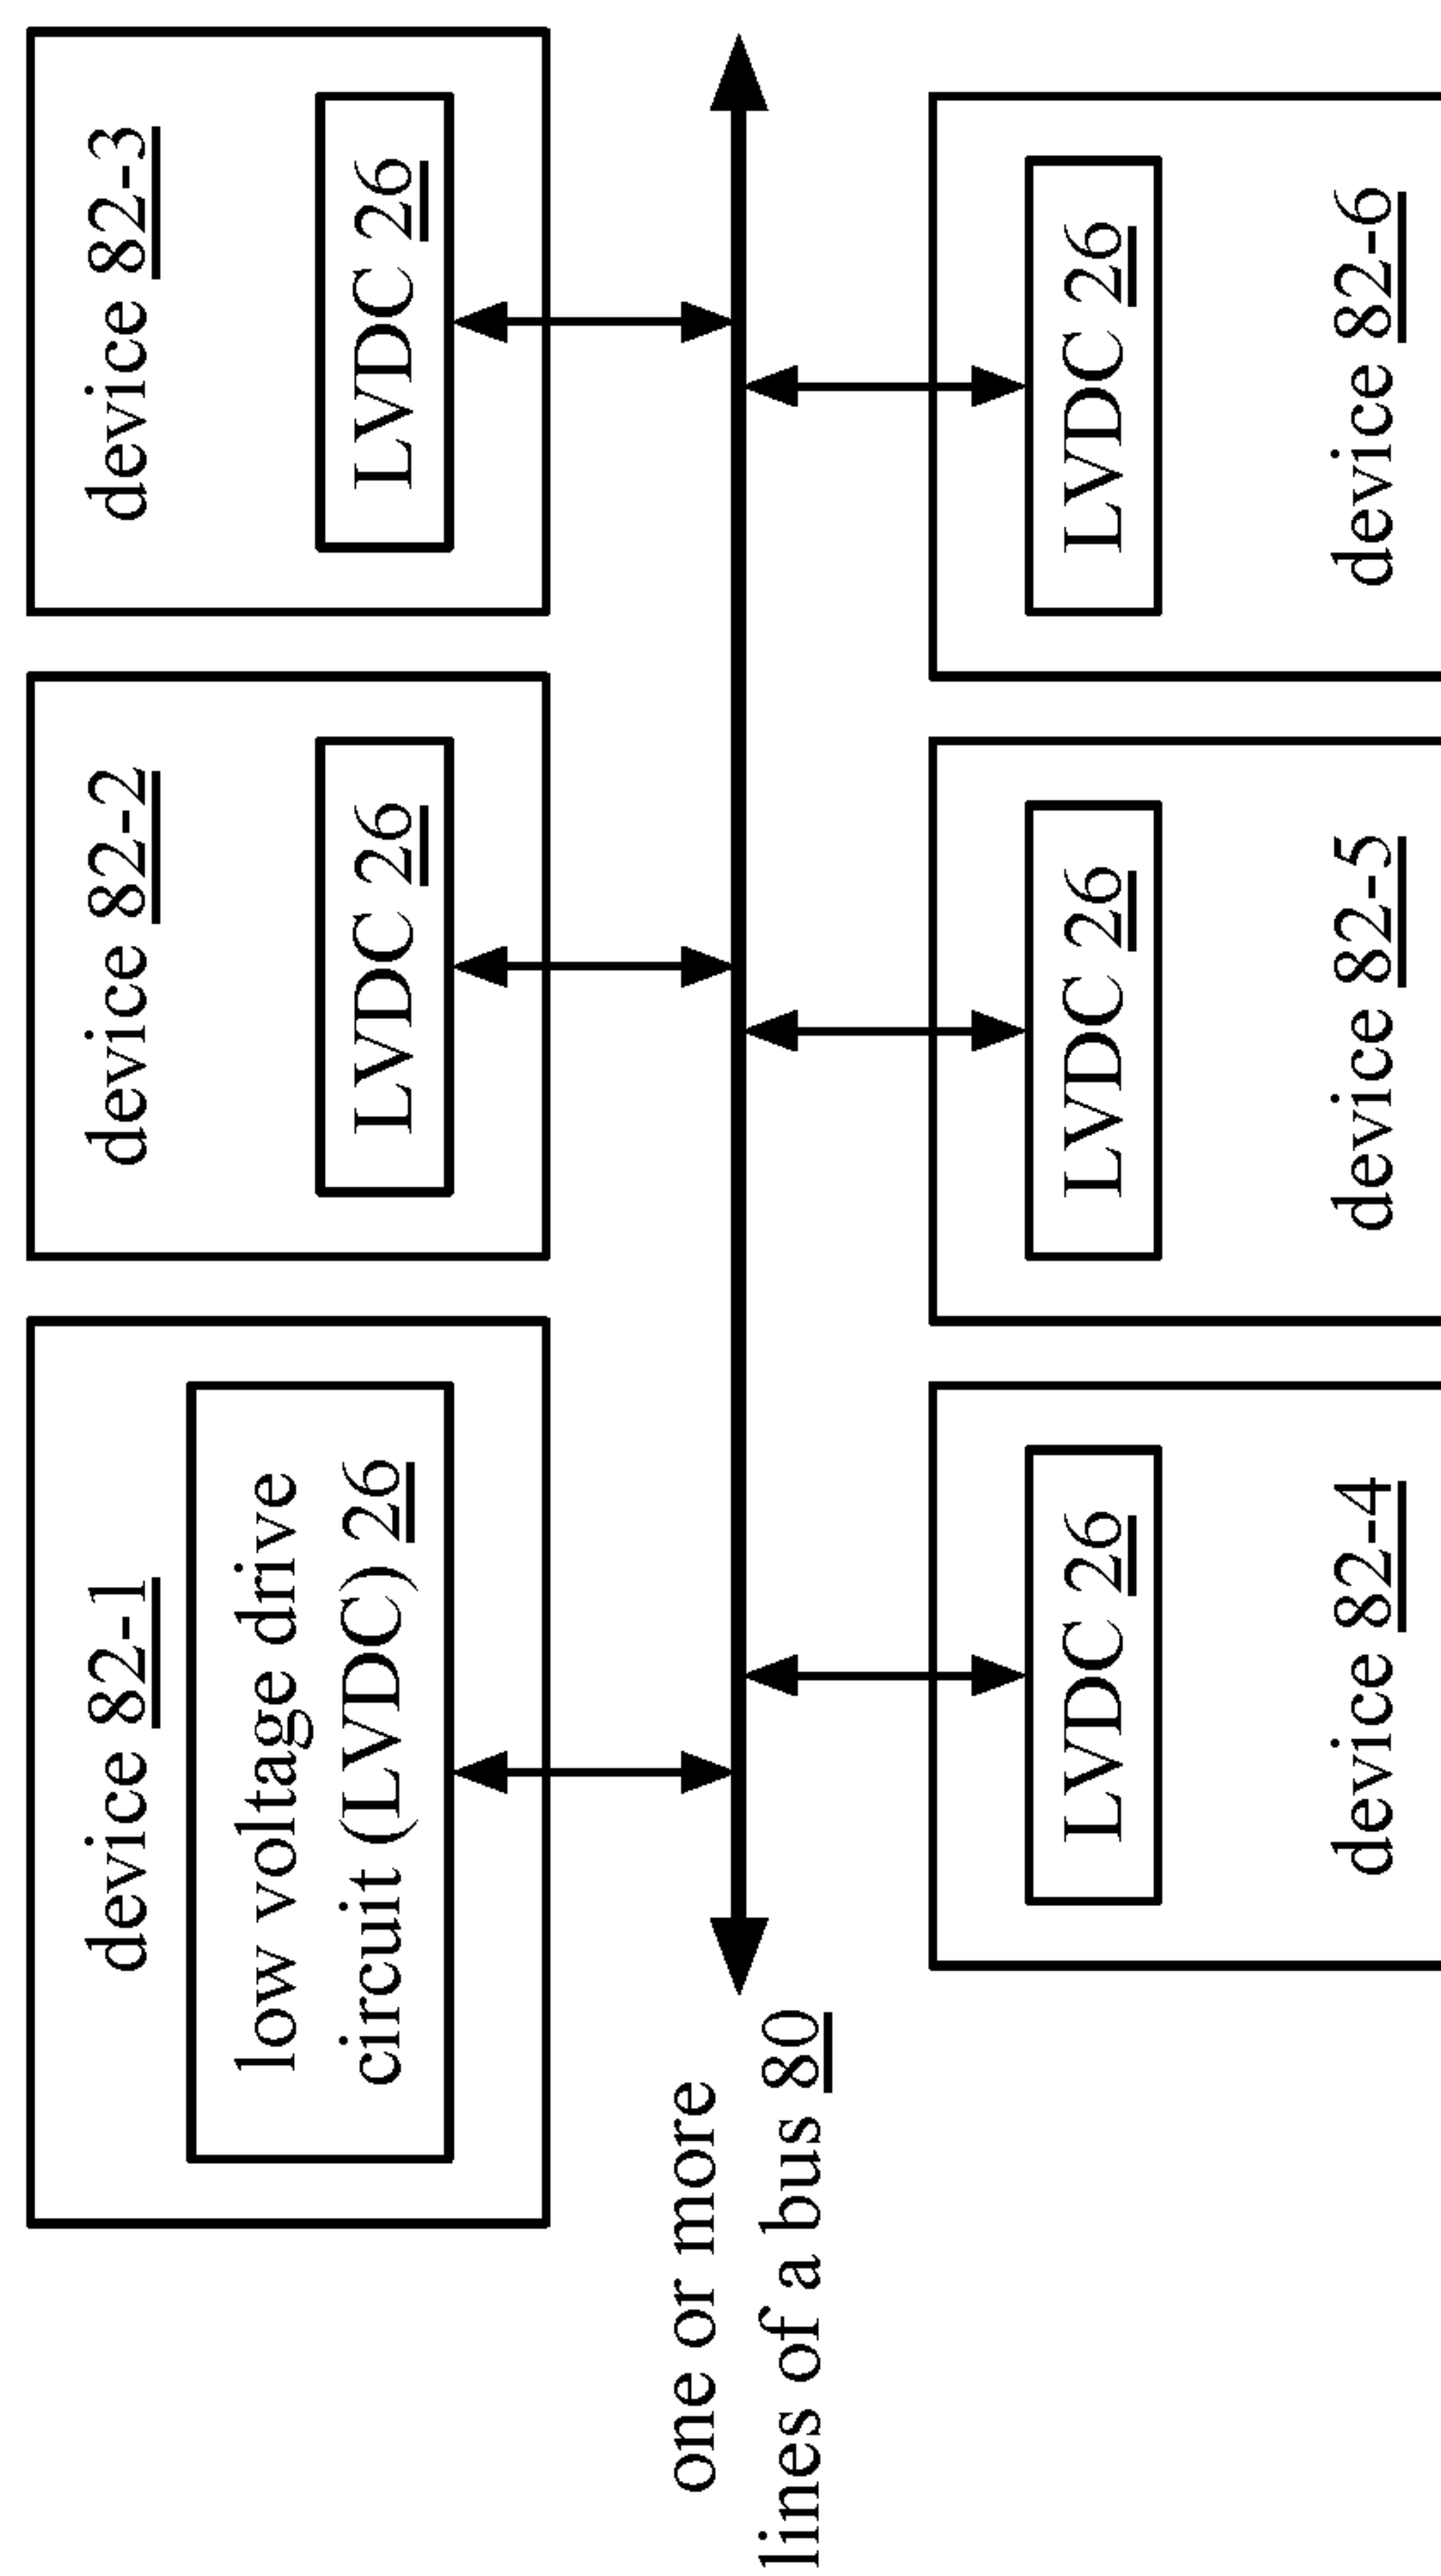 device 82-1
low voltage drive
circuit (LVDC) 26
device 82-2
LVDC 26
device 82-3
LVDC 26
one or more
lines of a bus 80
LVDC 26
device 82-4
LVDC 26
device 82-5
LVDC 26
device 82-6